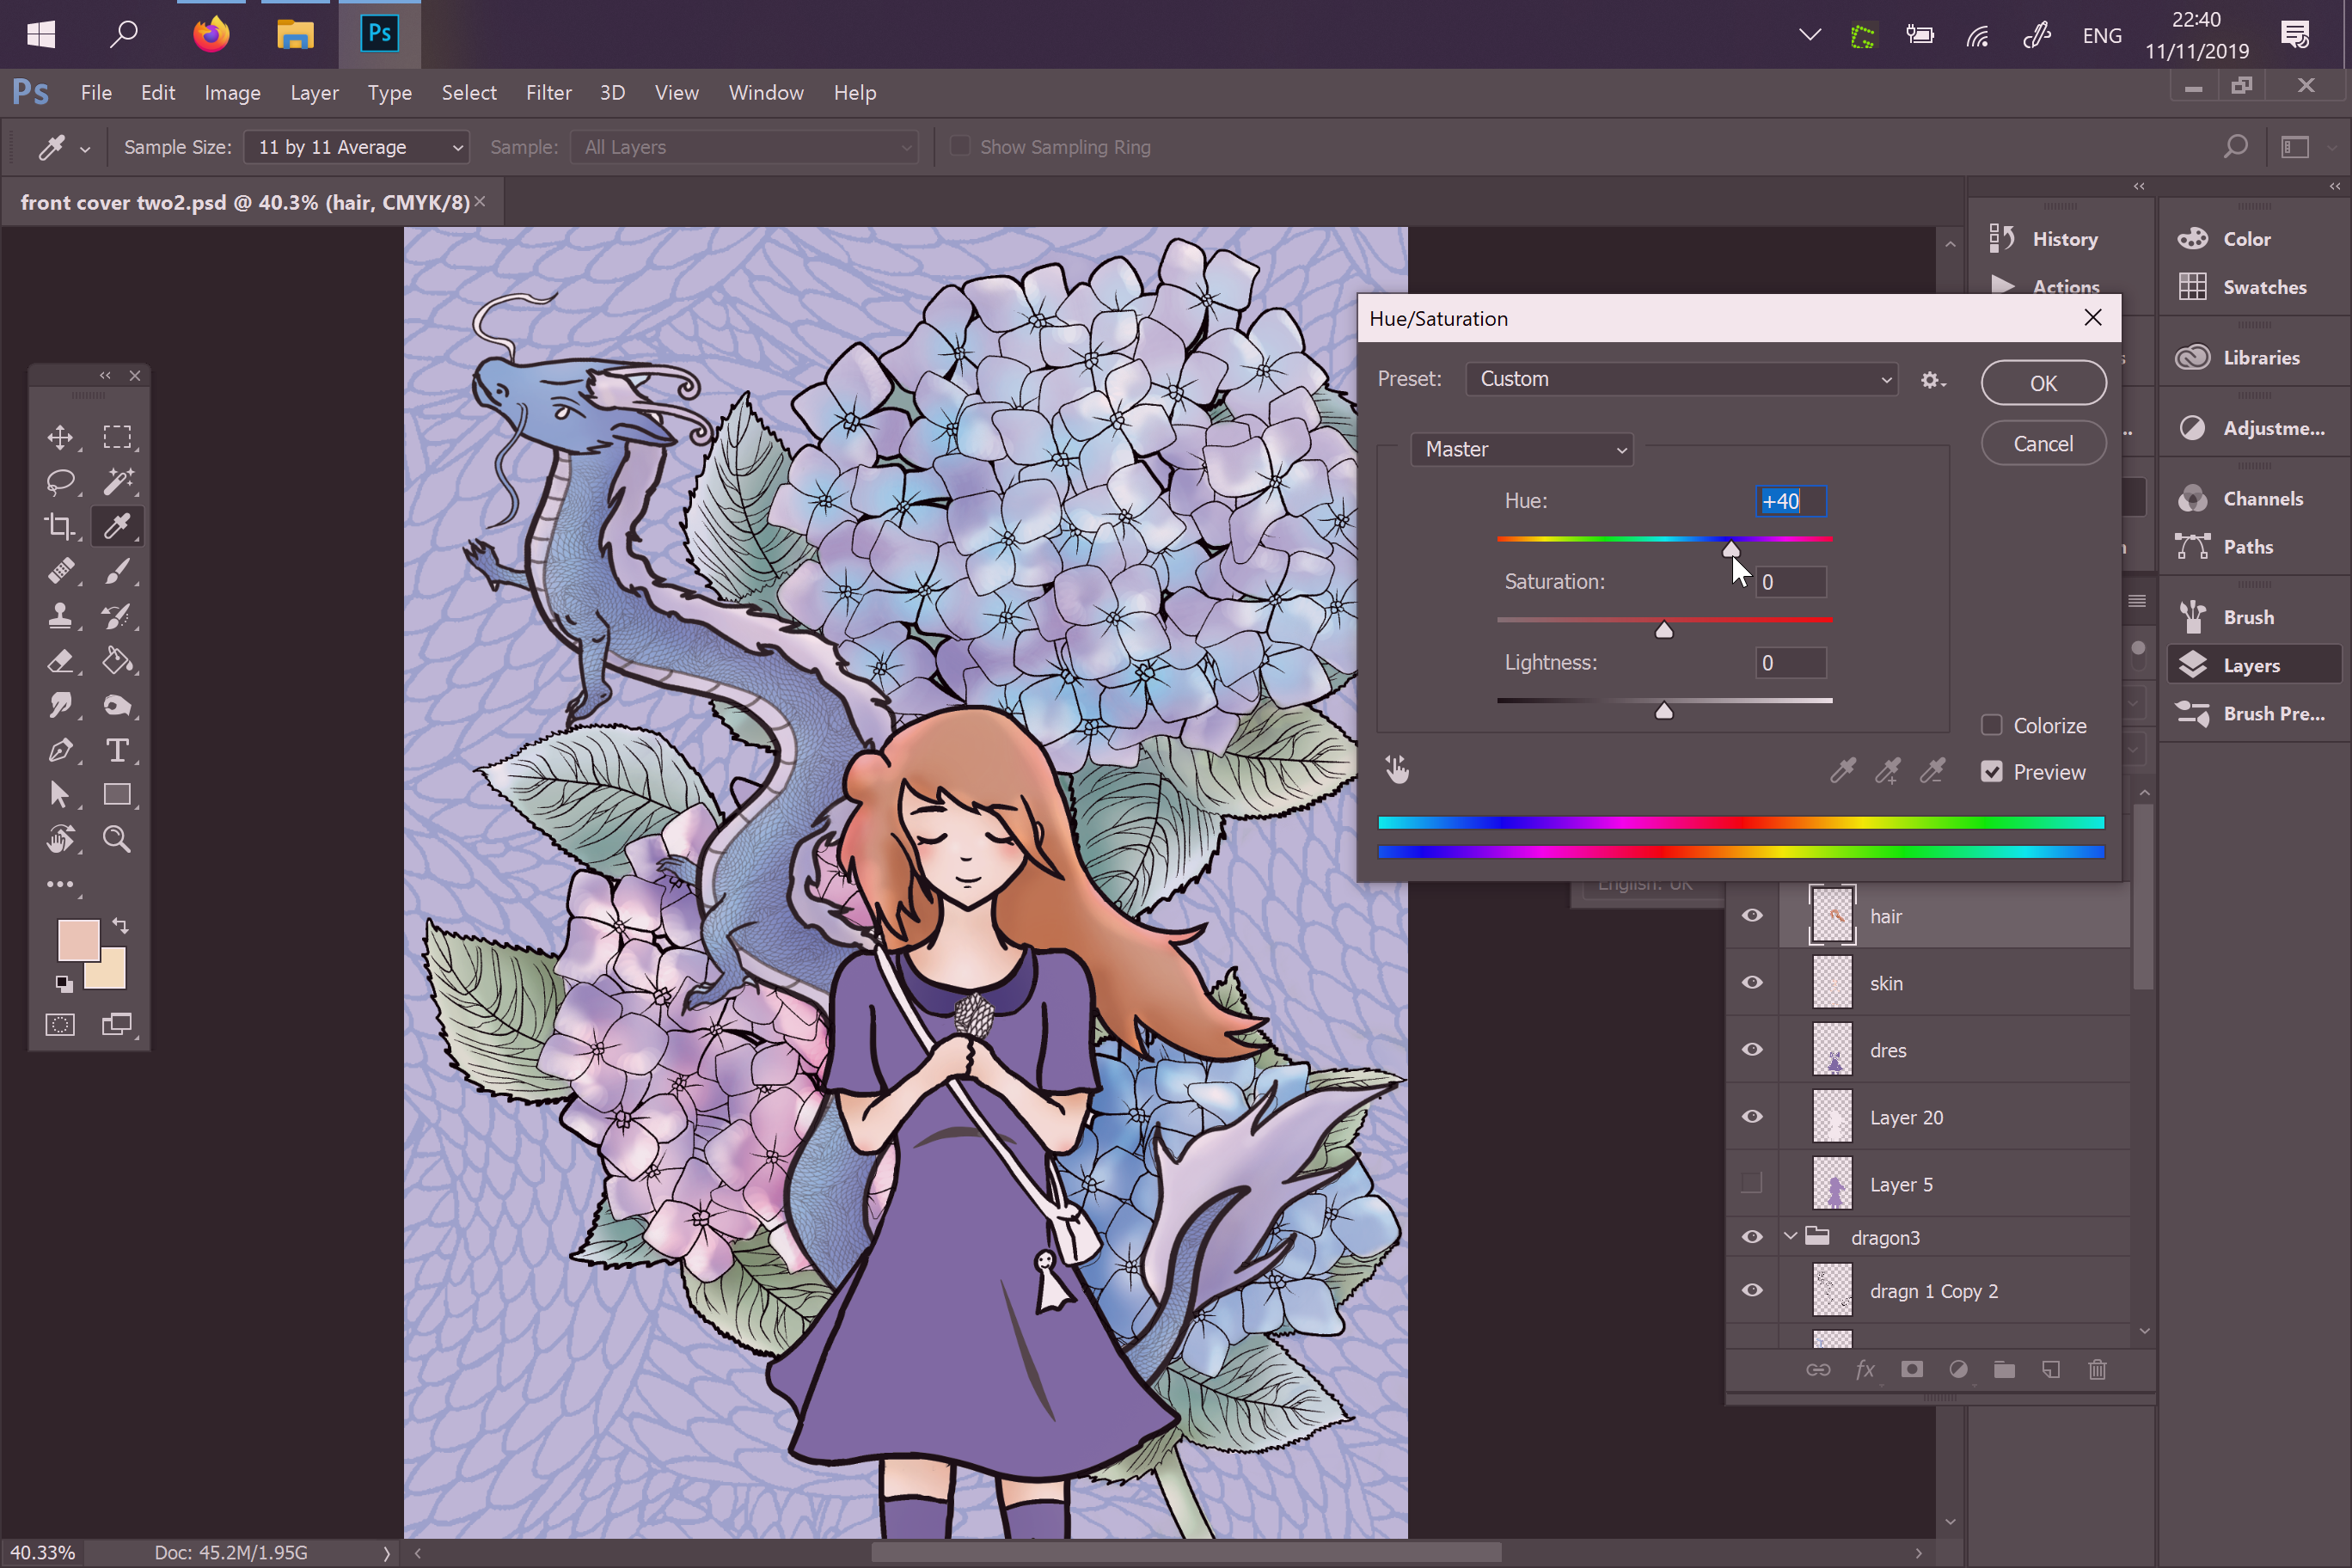 Ps
ENG
22:40
11/11/2019
Ps
File Edit Image Layer Type Select Filter 3D View Window Help
Sample Size: 11 by 11 Average Sample: All Layers Show Sampling Ring
front cover two2.psd @ 40.3% (hair, CMYK/8)
History
Actions
Color
Swatches
Libraries
Adjustme...
Channels
Paths
Brush
Layers
Brush Pre...
Hue/Saturation
Preset: Custom
OK
Cancel
Master
Hue: +40
Saturation: 0
Lightness: 0
Colorize
Preview
T
English: UK
hair
skin
dres
Layer 20
Layer 5
dragon3
dragn 1 Copy 2
fx
40.33% Doc: 45.2M/1.95G